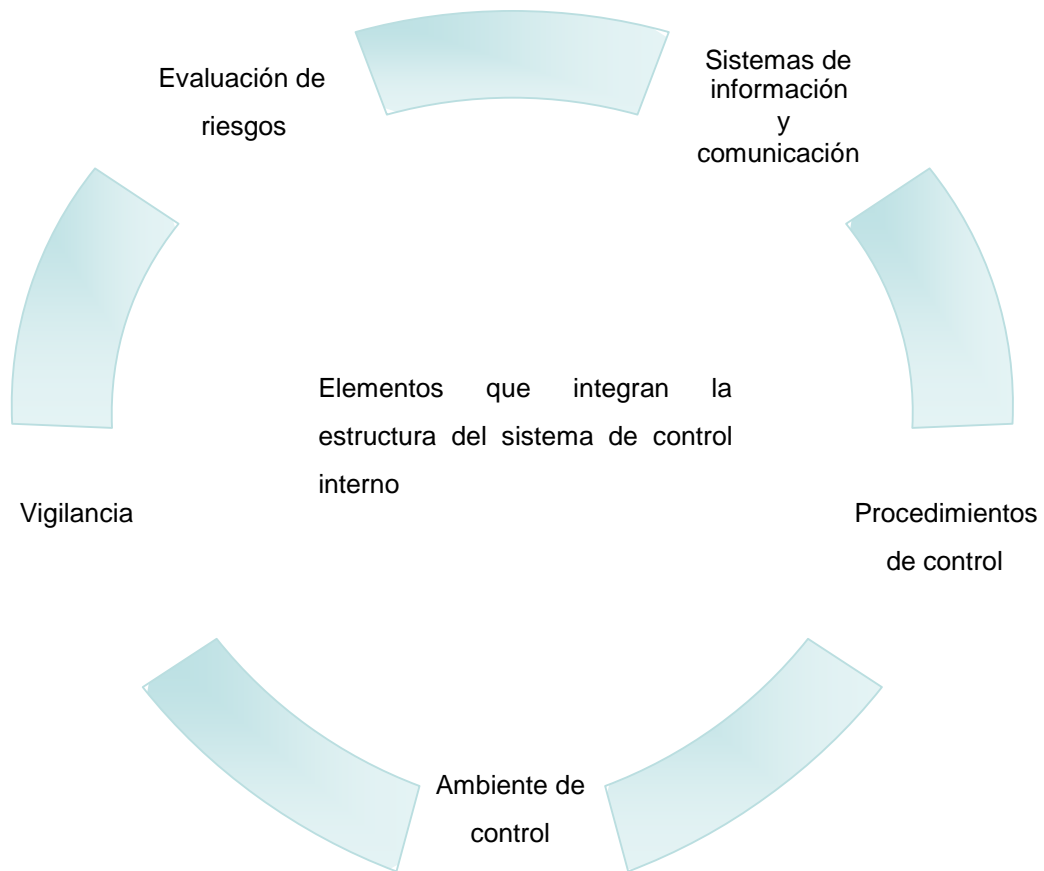 Evaluación de
riesgos
Sistemas de
información
y
comunicación
Elementos que integran la
estructura del sistema de control
interno
Vigilancia
Procedimientos
de control
Ambiente de
control